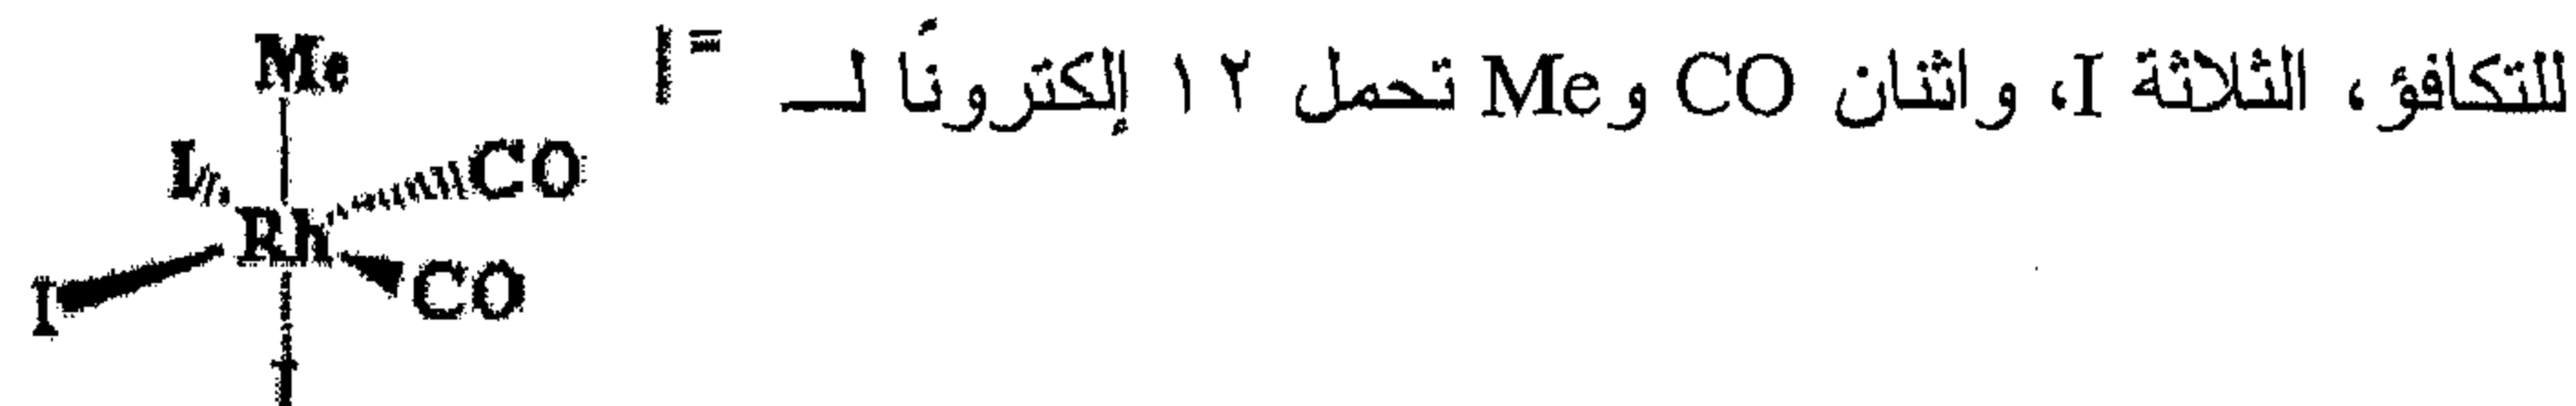 للتكافؤ، الثلاثة I، واثنان CO وMe تحمل ١٢ إلكترونًا لـ
Me
I CO
Rh
I CO
I